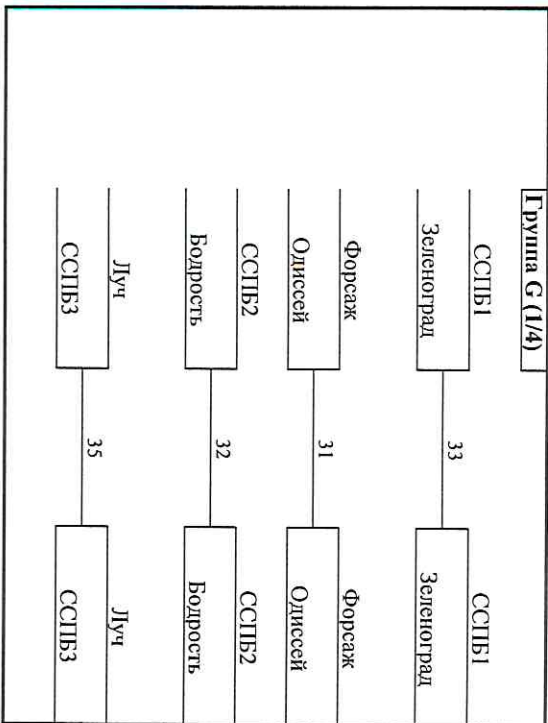 Группа G (1/4)
ССПБ1
ССПБ1
33
Зеленоград
Зеленоград
Форсаж
Форсаж
31
Одиссей
Одиссей
ССПБ2
ССПБ2
32
Бодрость
Бодрость
Луч
Луч
35
ССПБ3
ССПБ3